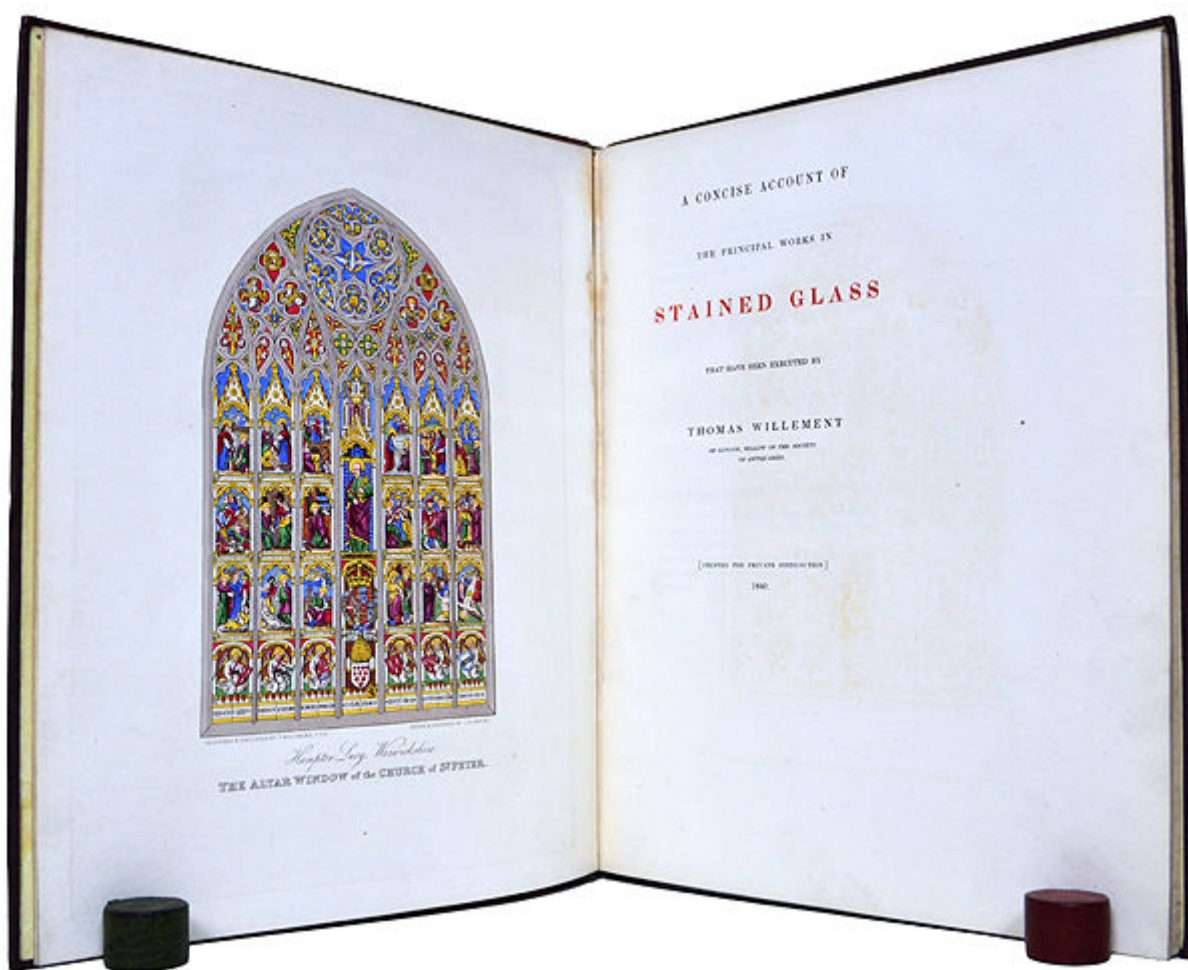 Hampton Lucy, Warwickshire
THE ALTAR WINDOW of the CHURCH of St PETER.
A CONCISE ACCOUNT OF
THE PRINCIPAL WORKS IN
STAINED GLASS
THAT HAVE BEEN EXECUTED BY
THOMAS WILLEMENT
OF LONDON, FELLOW OF THE SOCIETY
OF ANTIQUARIES.
[PRINTED FOR PRIVATE DISTRIBUTION]
1840.